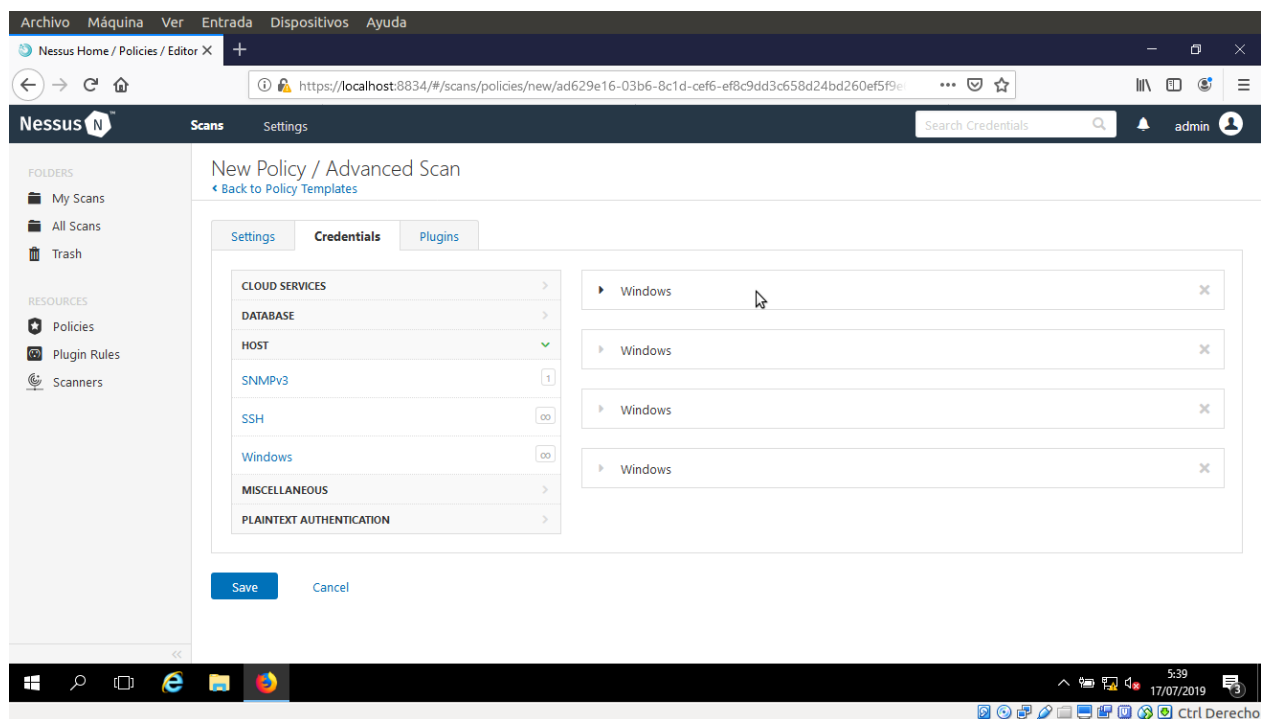 Archivo Máquina Ver Entrada Dispositivos Ayuda
Nessus Home / Policies / Editor
https://localhost:8834/#/scans/policies/new/ad629e16-03b6-8c1d-cef6-ef8c9dd3c658d24bd260ef5f9e
Nessus N Scans Settings Search Credentials admin
FOLDERS
My Scans
All Scans
Trash
RESOURCES
Policies
Plugin Rules
Scanners
New Policy / Advanced Scan
Back to Policy Templates
Settings Credentials Plugins
CLOUD SERVICES
DATABASE
HOST
SNMPv3 1
SSH ∞
Windows ∞
MISCELLANEOUS
PLAINTEXT AUTHENTICATION
Windows
Windows
Windows
Windows
Save Cancel
5:39
17/07/2019
3
Ctrl Derecho